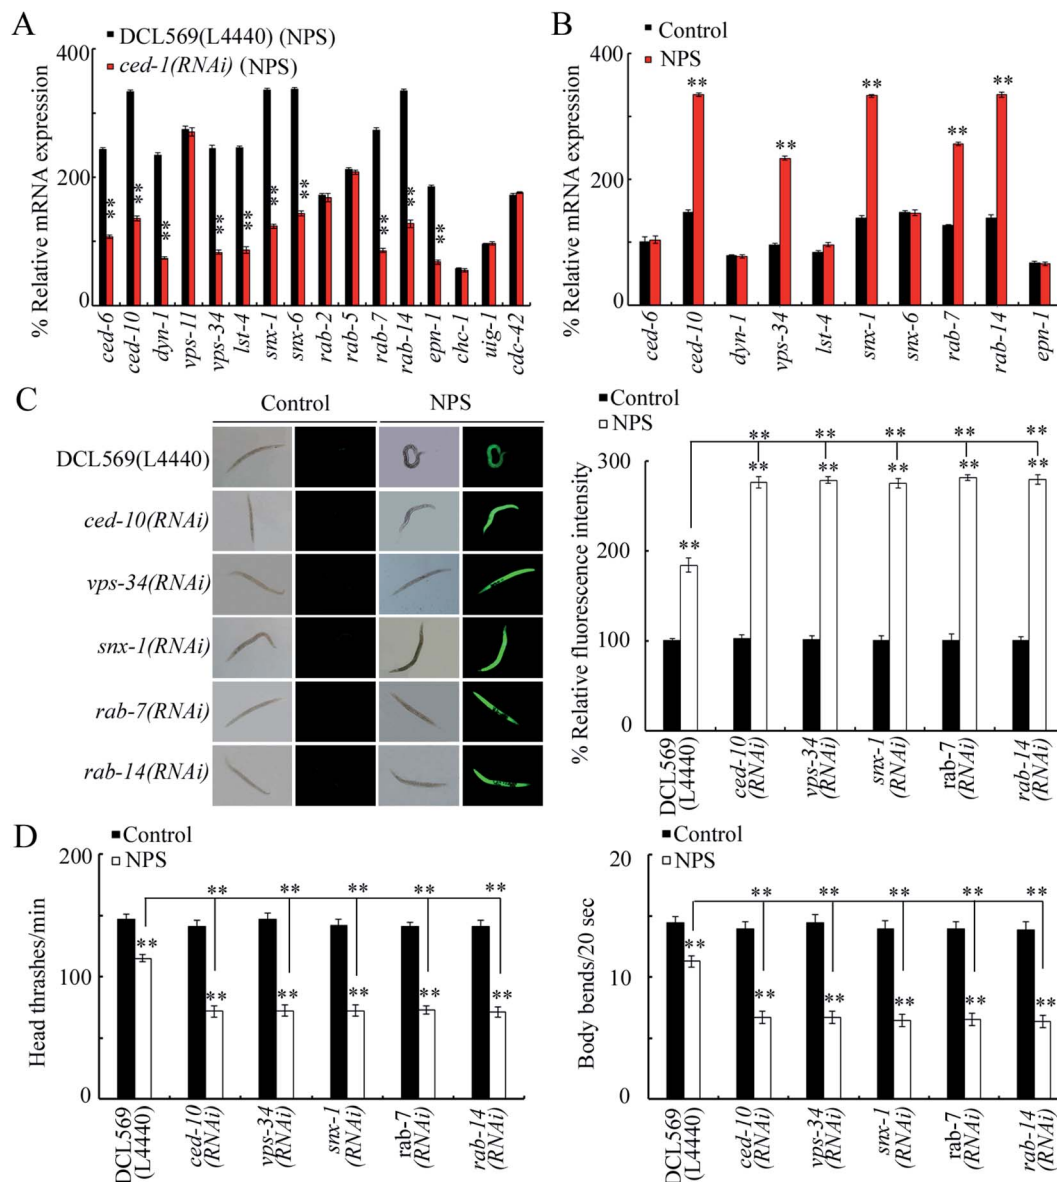 A
DCL569(L4440) (NPS)
ced-1(RNAi) (NPS)
% Relative mRNA expression
400
200
0
**
**
**
**
**
**
**
**
**
**
ced-6
ced-10
dyn-1
vps-11
vps-34
lst-4
snx-1
snx-6
rab-2
rab-5
rab-7
rab-14
epn-1
chc-1
uig-1
cdc-42
B
Control
NPS
% Relative mRNA expression
400
200
0
**
**
**
**
**
ced-6
ced-10
dyn-1
vps-34
lst-4
snx-1
snx-6
rab-7
rab-14
epn-1
C
Control NPS
DCL569(L4440)
ced-10(RNAi)
vps-34(RNAi)
snx-1(RNAi)
rab-7(RNAi)
rab-14(RNAi)
Control
NPS
% Relative fluorescence intensity
300
200
100
0
** ** ** ** **
** ** ** ** **
**
DCL569
(L4440)
ced-10
(RNAi)
vps-34
(RNAi)
snx-1
(RNAi)
rab-7
(RNAi)
rab-14
(RNAi)
D
Control
NPS
Head thrashes/min
200
100
0
** ** ** ** **
**
** ** ** ** **
DCL569
(L4440)
ced-10
(RNAi)
vps-34
(RNAi)
snx-1
(RNAi)
rab-7
(RNAi)
rab-14
(RNAi)
Control
NPS
Body bends/20 sec
20
10
0
** ** ** ** **
**
** ** ** ** **
DCL569
(L4440)
ced-10
(RNAi)
vps-34
(RNAi)
snx-1
(RNAi)
rab-7
(RNAi)
rab-14
(RNAi)